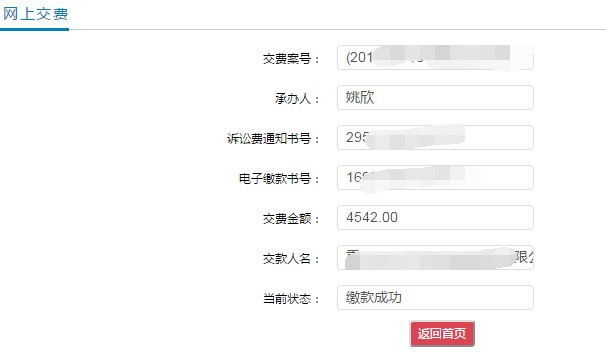 网上交费
交费案号： (201
承办人： 姚欣
诉讼费通知书号： 295
电子缴款书号： 16
交费金额： 4542.00
交款人名： 限公
当前状态： 缴款成功
返回首页